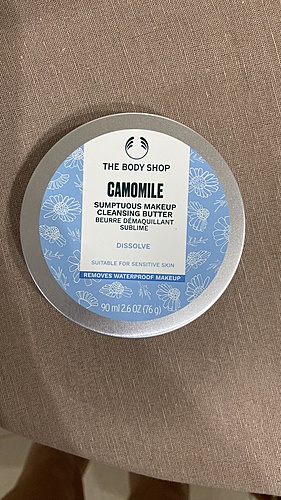 THE BODY SHOP
CAMOMILE
SUMPTUOUS MAKEUP
CLEANSING BUTTER
BEURRE DÉMAQUILLANT
SUBLIME
DISSOLVE
SUITABLE FOR SENSITIVE SKIN
REMOVES WATERPROOF MAKEUP
90 ml 2.6 OZ (76 g)